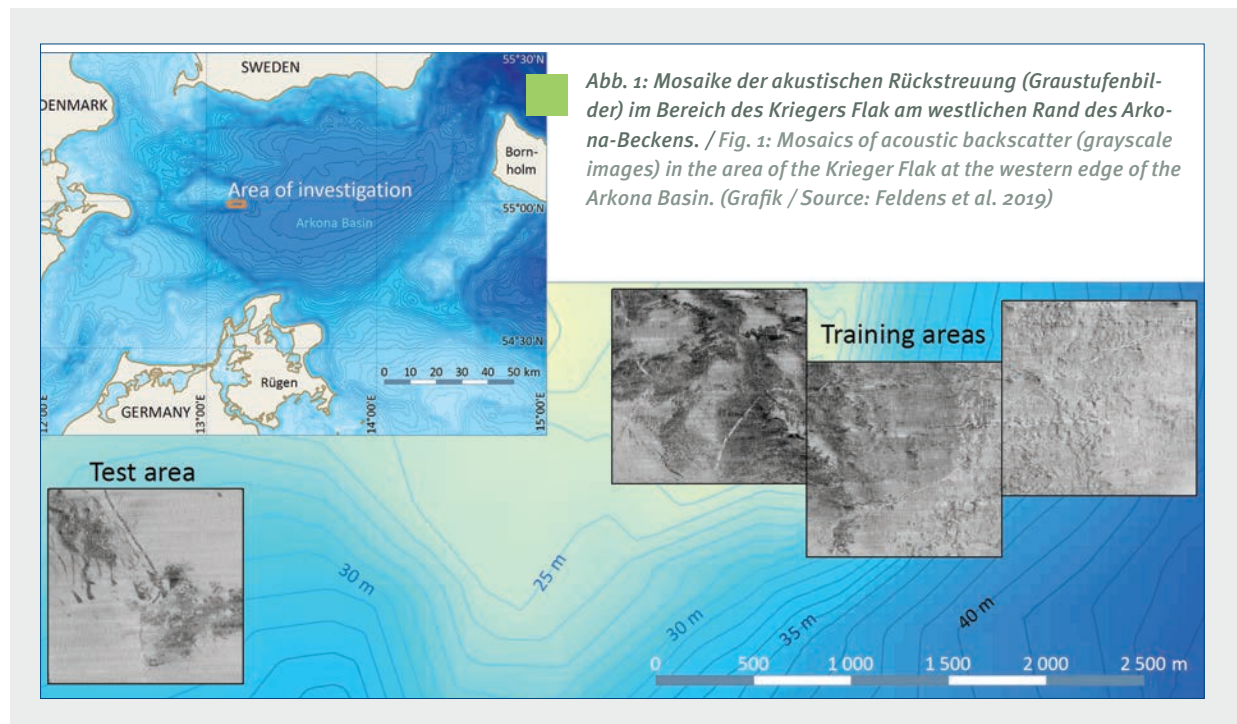 Abb. 1: Mosaike der akustischen Rückstreuung (Graustufenbil-
der) im Bereich des Kriegers Flak am westlichen Rand des Arko-
na-Beckens. / Fig. 1: Mosaics of acoustic backscatter (grayscale
images) in the area of the Krieger Flak at the western edge of the
Arkona Basin. (Grafik / Source: Feldens et al. 2019)
SWEDEN
55°30'N
DENMARK
Born-
holm
Area of investigation
55°00'N
Arkona Basin
54°30'N
0 10 20 30 40 50 km
Rügen
GERMANY
12°00'E
13°00'E
14°00'E
15°00'E
Training areas
Test area
30 m
25 m
30 m
35 m
40 m
0 500 1 000 1 500 2 000 2 500 m